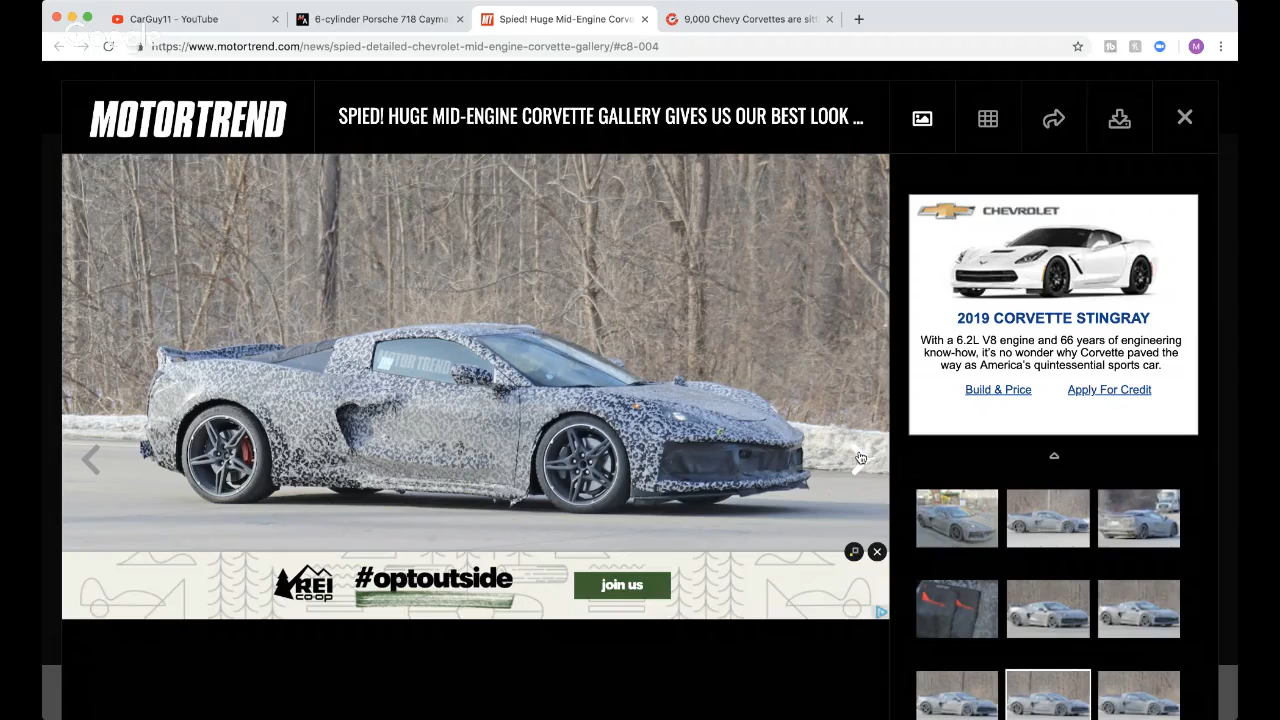 CarGuy11 - YouTube
6-cylinder Porsche 718 Cayma
Spied! Huge Mid-Engine Corve
9,000 Chevy Corvettes are sitt
Google
https://www.motortrend.com/news/spied-detailed-chevrolet-mid-engine-corvette-gallery/#c8-004
M
MOTORTREND
SPIED! HUGE MID-ENGINE CORVETTE GALLERY GIVES US OUR BEST LOOK ...
MOTORTREND
CHEVROLET
2019 CORVETTE STINGRAY
With a 6.2L V8 engine and 66 years of engineering
know-how, it's no wonder why Corvette paved the
way as America's quintessential sports car.
Build & Price
Apply For Credit
REI
CO·OP
#optoutside
join us